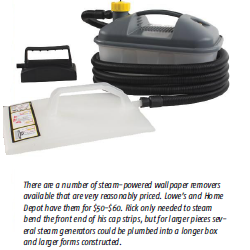 There are a number of steam-powered wallpaper removers
available that are very reasonably priced. Lowe's and Home
Depot have them for $50-$60. Rick only needed to steam
bend the front end of his cap strips, but for larger pieces sev-
eral steam generators could be plumbed into a longer box
and larger forms constructed.